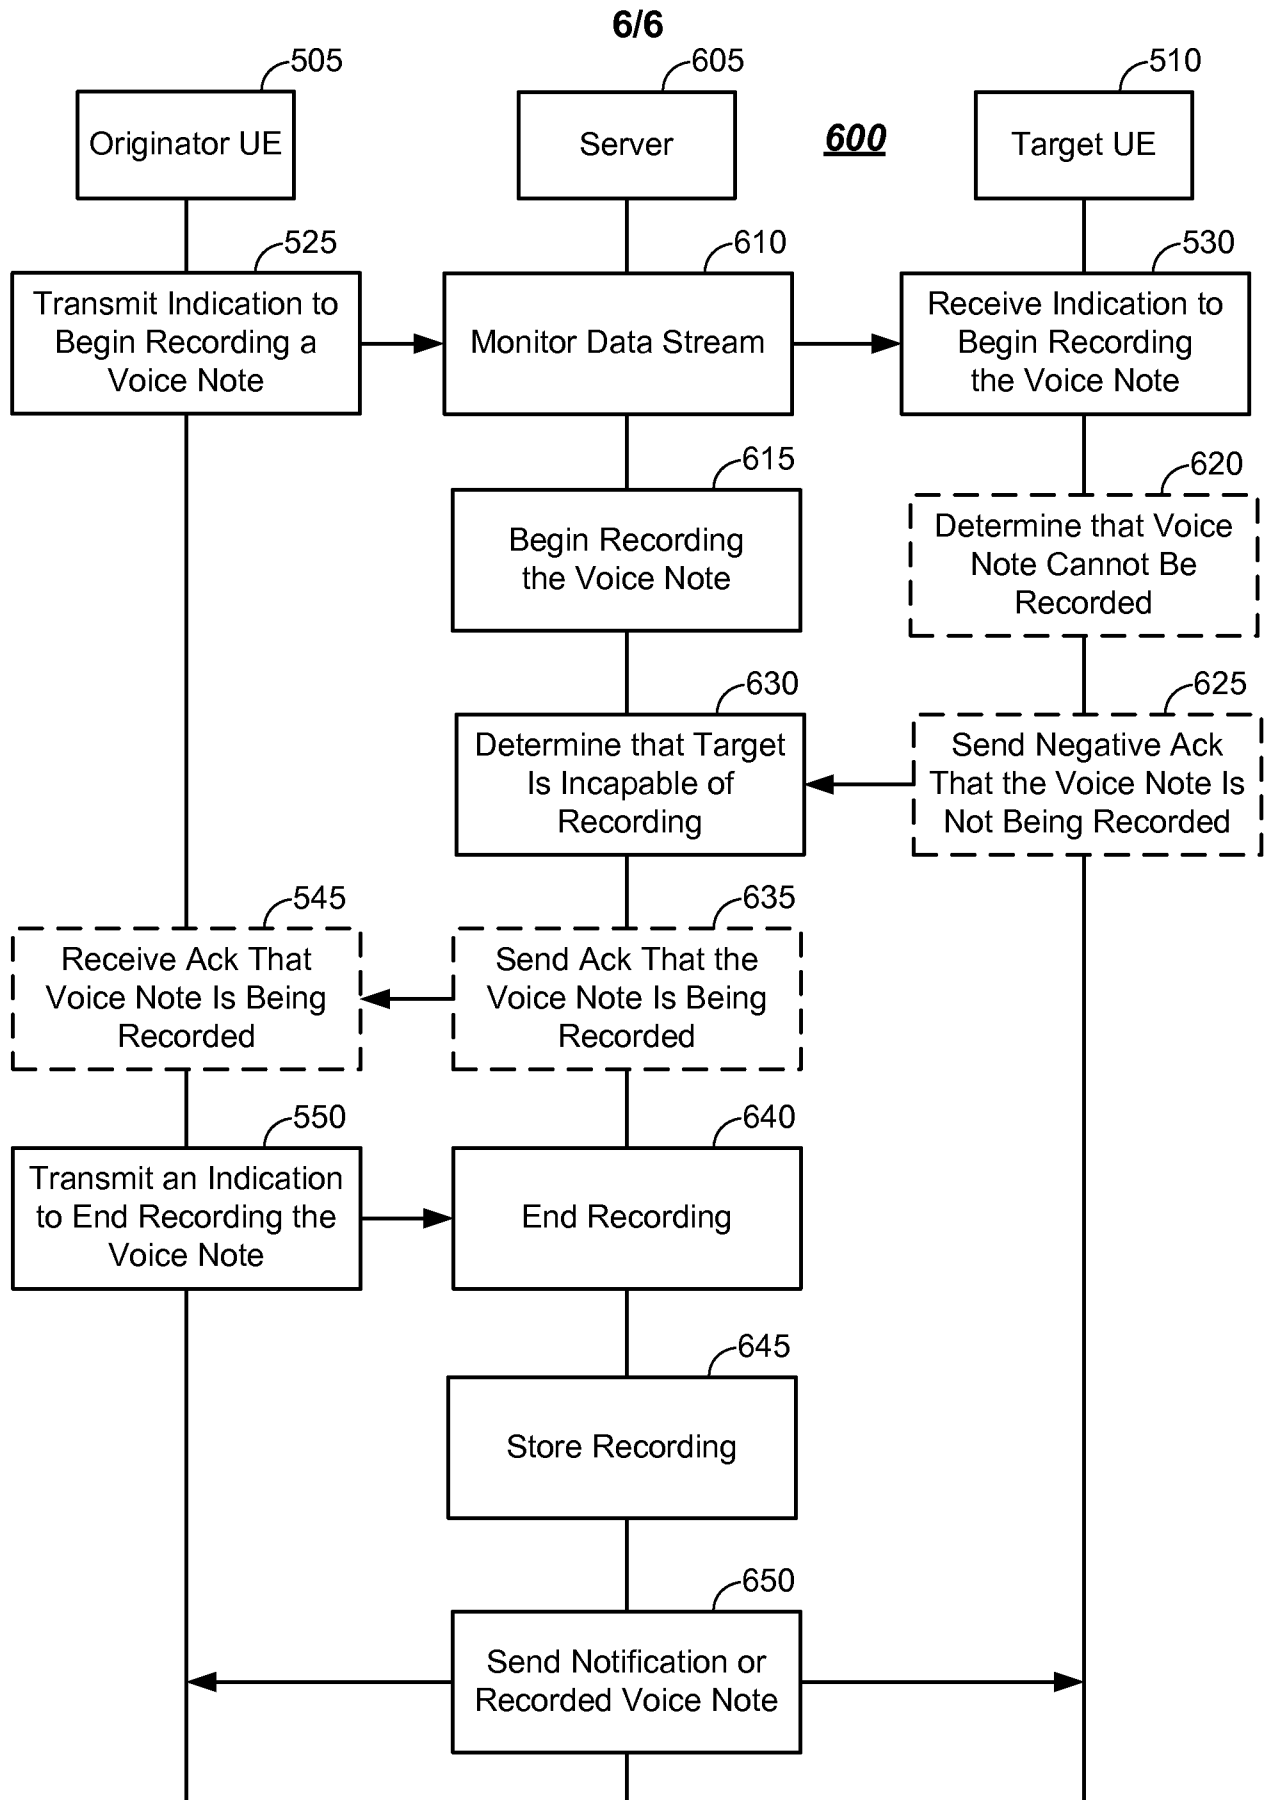 6/6
505
605
510
Originator UE
Server
600
Target UE
525
610
530
Transmit Indication to
Begin Recording a
Voice Note
Monitor Data Stream
Receive Indication to
Begin Recording
the Voice Note
615
620
Begin Recording
the Voice Note
Determine that Voice
Note Cannot Be
Recorded
630
625
Determine that Target
Is Incapable of
Recording
Send Negative Ack
That the Voice Note Is
Not Being Recorded
545
635
Receive Ack That
Voice Note Is Being
Recorded
Send Ack That the
Voice Note Is Being
Recorded
550
640
Transmit an Indication
to End Recording the
Voice Note
End Recording
645
Store Recording
650
Send Notification or
Recorded Voice Note